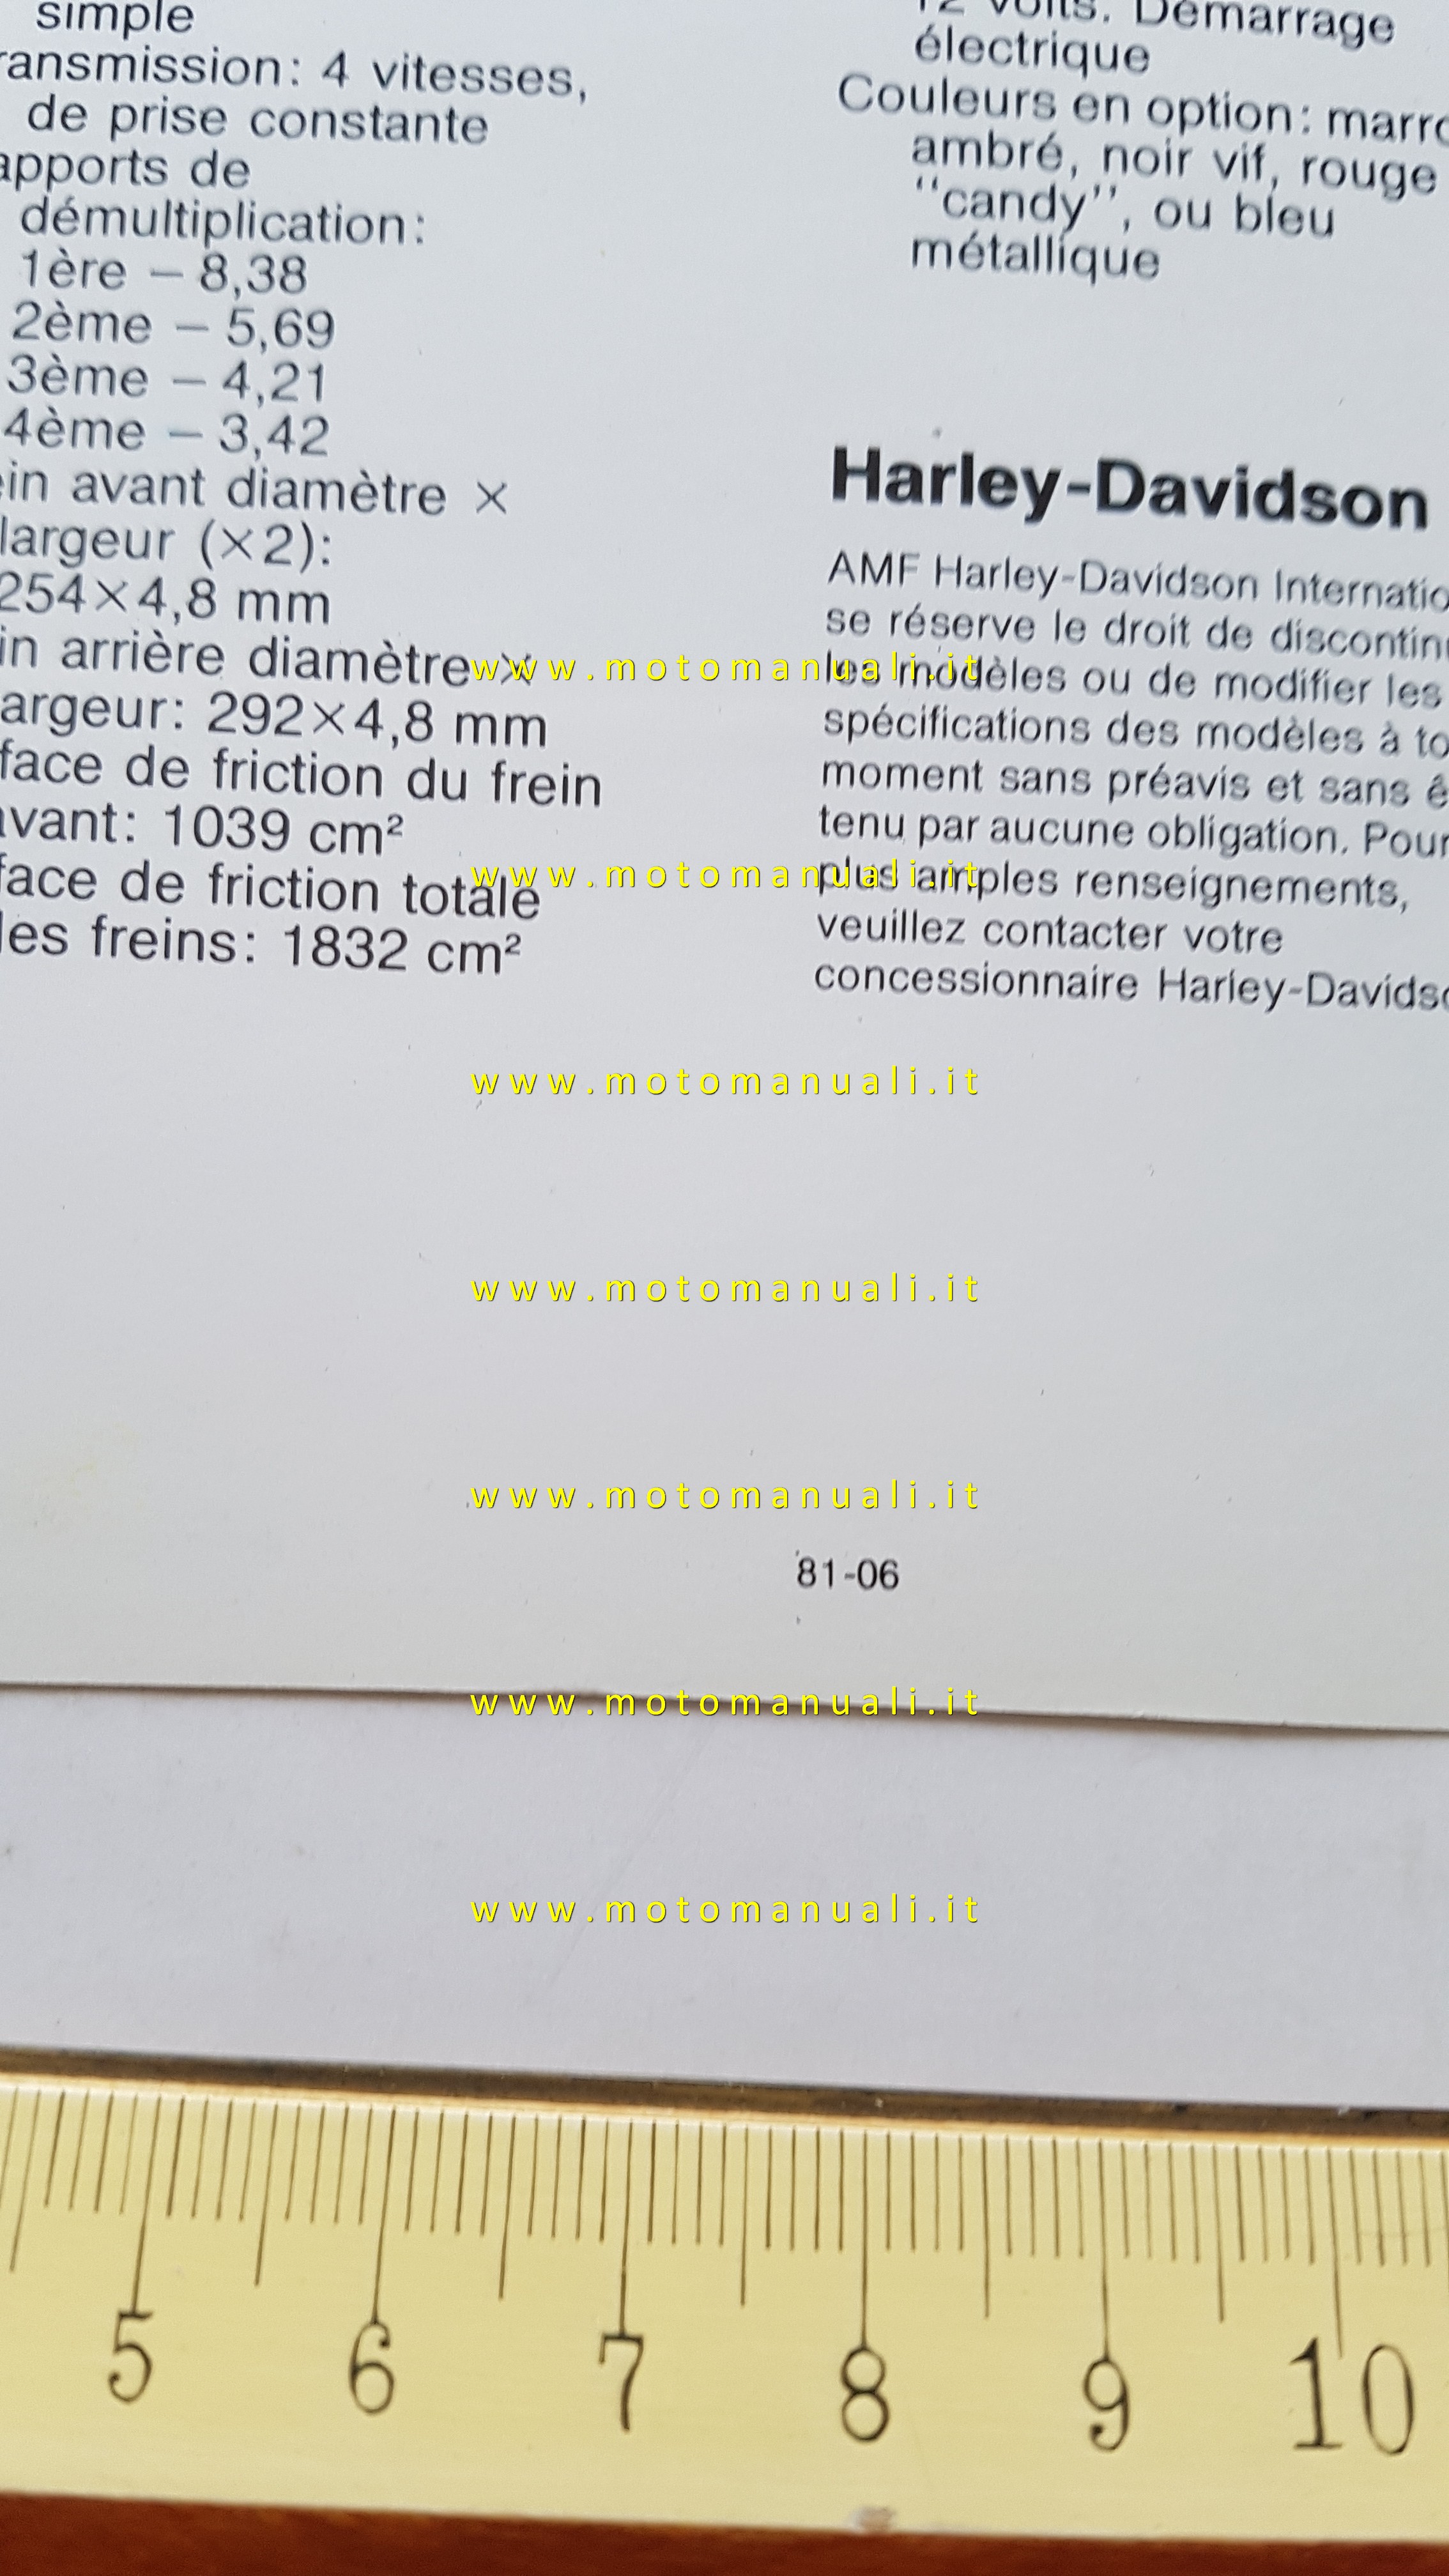 simple
ransmission: 4 vitesses,
de prise constante
apports de
démultiplication:
1ère – 8,38
2ème – 5,69
3ème – 4,21
4ème – 3,42
in avant diamètre ×
largeur (×2):
254×4,8 mm
in arrière diamètre ×
argeur: 292×4,8 mm
face de friction du frein
avant: 1039 cm²
face de friction totale
les freins: 1832 cm²
12 volts. Démarrage
électrique
Couleurs en option: marro
ambré, noir vif, rouge
‘‘candy’’, ou bleu
métallique
Harley-Davidson
AMF Harley-Davidson Internatio
se réserve le droit de discontinu
les modèles ou de modifier les
spécifications des modèles à to
moment sans préavis et sans ê
tenu par aucune obligation. Pour
plus amples renseignements,
veuillez contacter votre
concessionnaire Harley-Davidso
www.motomanuali.it
www.motomanuali.it
www.motomanuali.it
www.motomanuali.it
www.motomanuali.it
81-06
www.motomanuali.it
www.motomanuali.it
5 6 7 8 9 10